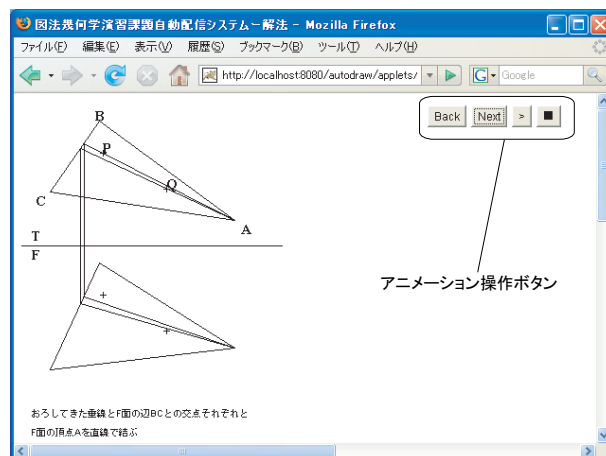 図法幾何学演習課題自動配信システムー解法 - Mozilla Firefox
ファイル(F) 編集(E) 表示(V) 履歴(S) ブックマーク(B) ツール(T) ヘルプ(H)
http://localhost:8080/autodraw/applets/ G Google
Back Next > ■
B
P
Q
C
A
T
F
アニメーション操作ボタン
おろしてきた垂線とF面の辺BCとの交点それぞれと
F面の頂点Aを直線で結ぶ